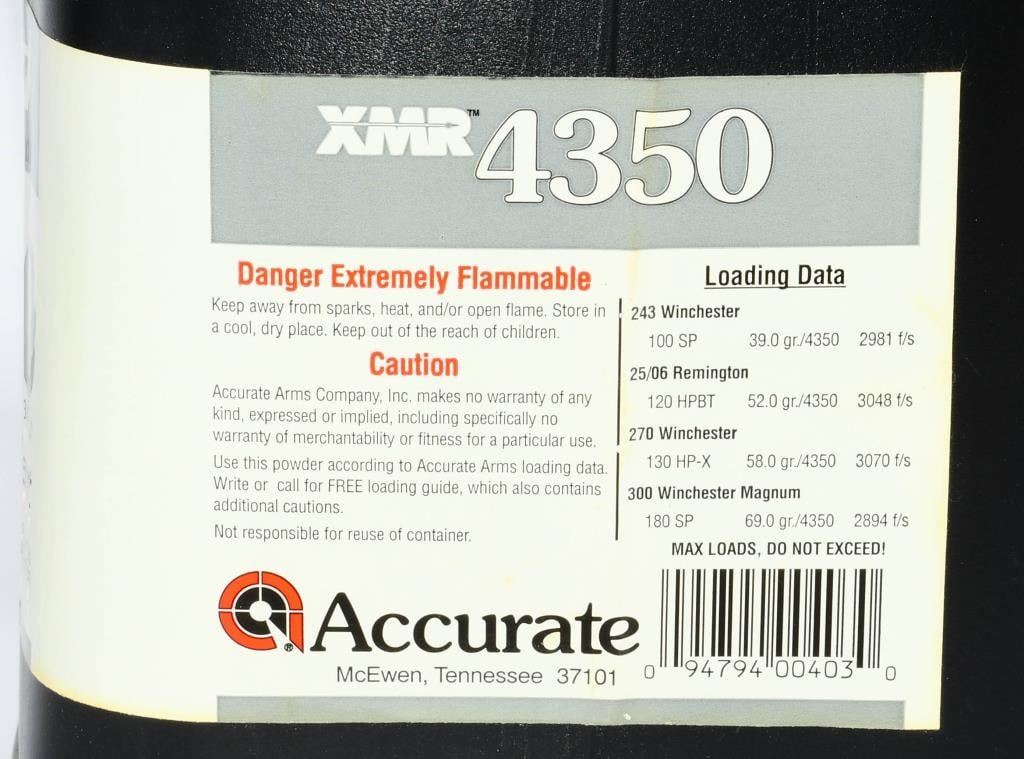 XMR™ 4350
Danger Extremely Flammable
Keep away from sparks, heat, and/or open flame. Store in
a cool, dry place. Keep out of the reach of children.
Caution
Accurate Arms Company, Inc. makes no warranty of any
kind, expressed or implied, including specifically no
warranty of merchantability or fitness for a particular use.
Use this powder according to Accurate Arms loading data.
Write or call for FREE loading guide, which also contains
additional cautions.
Not responsible for reuse of container.
Accurate
McEwen, Tennessee 37101
Loading Data
243 Winchester
100 SP 39.0 gr./4350 2981 f/s
25/06 Remington
120 HPBT 52.0 gr./4350 3048 f/s
270 Winchester
130 HP-X 58.0 gr./4350 3070 f/s
300 Winchester Magnum
180 SP 69.0 gr./4350 2894 f/s
MAX LOADS, DO NOT EXCEED!
0 94794 00403 0